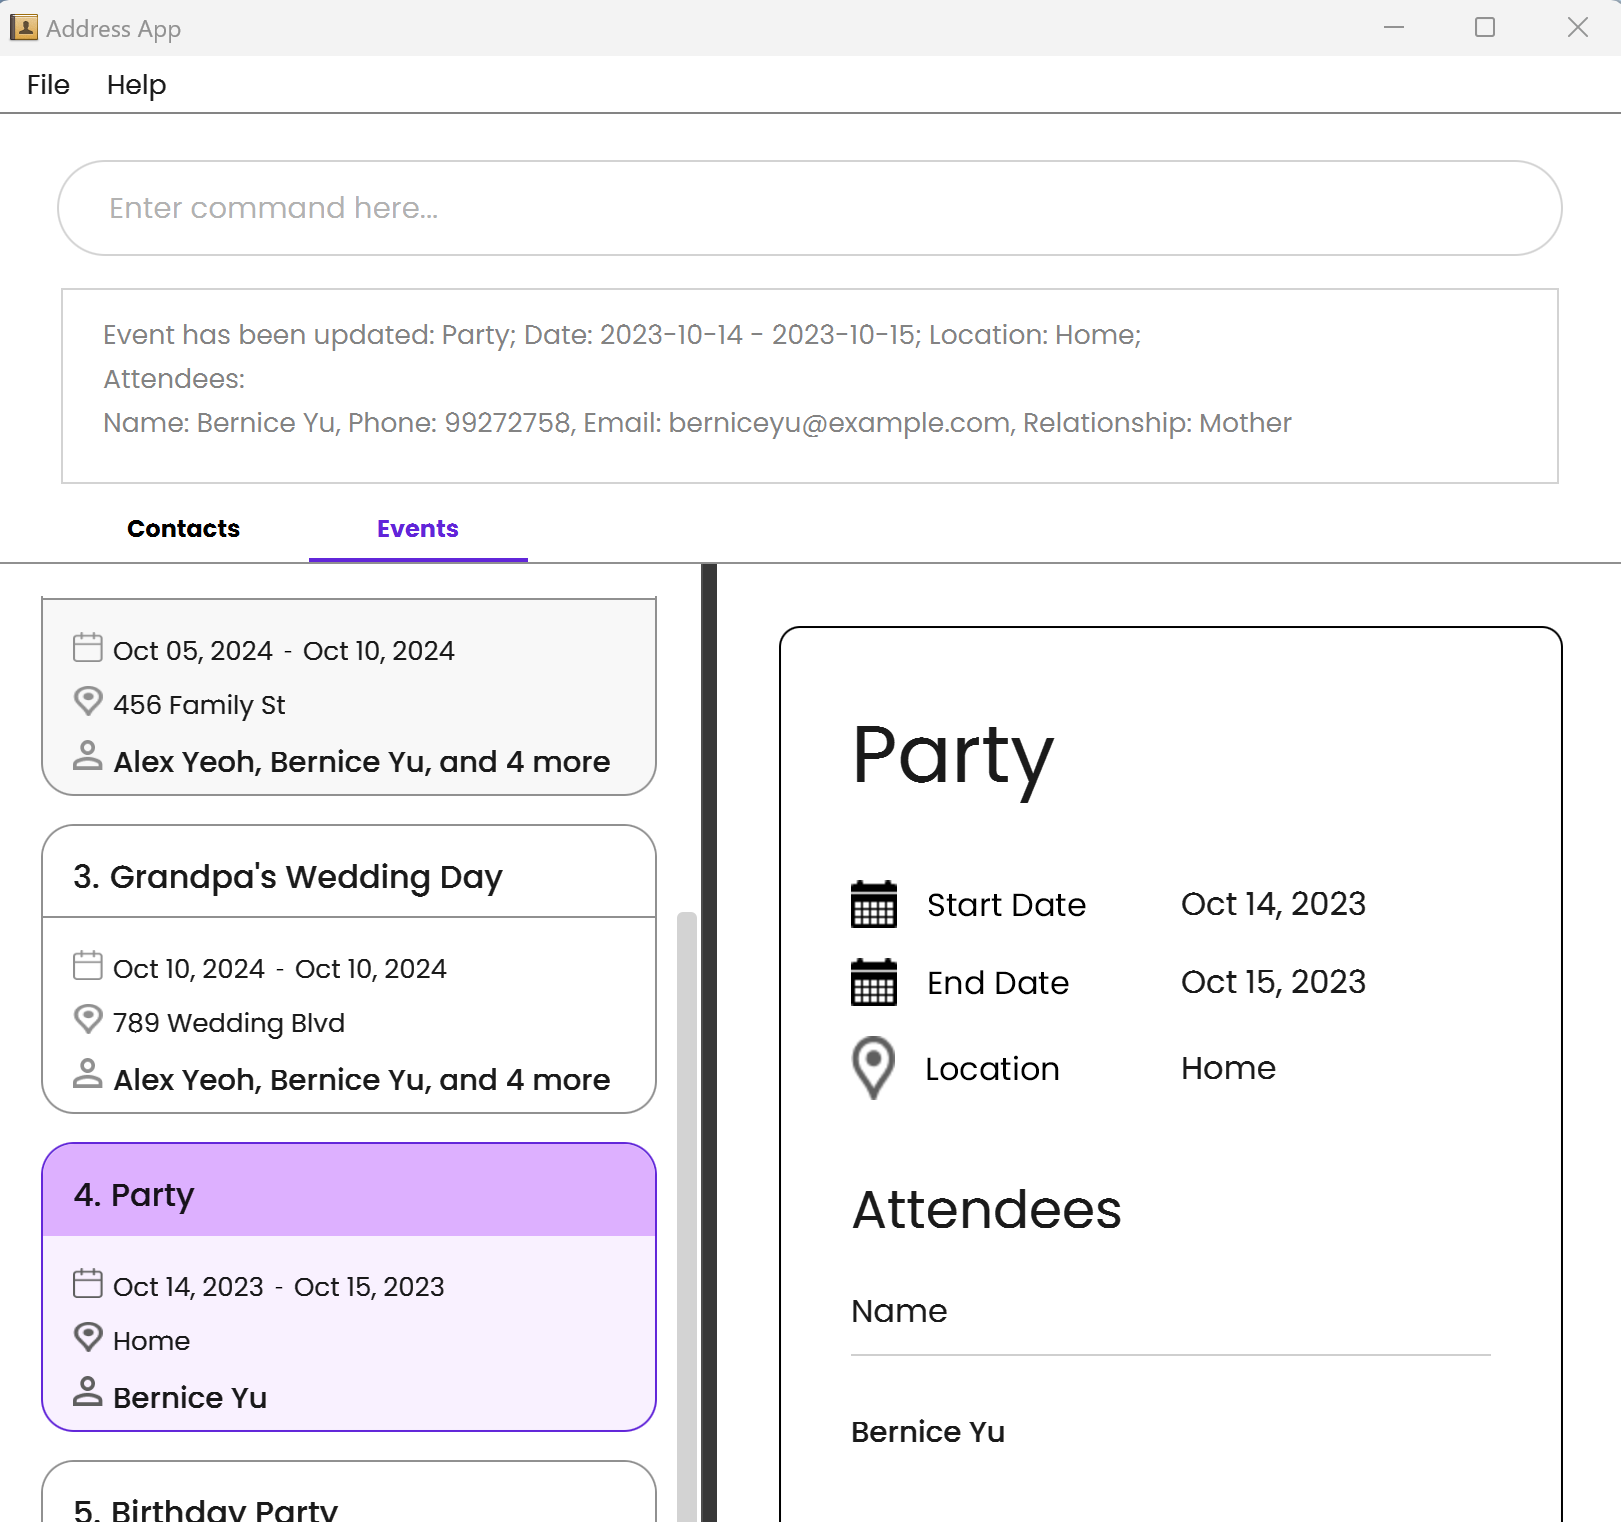 Address App
File Help
Enter command here...
Event has been updated: Party; Date: 2023-10-14 - 2023-10-15; Location: Home;
Attendees:
Name: Bernice Yu, Phone: 99272758, Email: berniceyu@example.com, Relationship: Mother
Contacts Events
Oct 05, 2024 - Oct 10, 2024
456 Family St
Alex Yeoh, Bernice Yu, and 4 more
3. Grandpa's Wedding Day
Oct 10, 2024 - Oct 10, 2024
789 Wedding Blvd
Alex Yeoh, Bernice Yu, and 4 more
4. Party
Oct 14, 2023 - Oct 15, 2023
Home
Bernice Yu
5. Birthday Party
Party
Start Date Oct 14, 2023
End Date Oct 15, 2023
Location Home
Attendees
Name
Bernice Yu